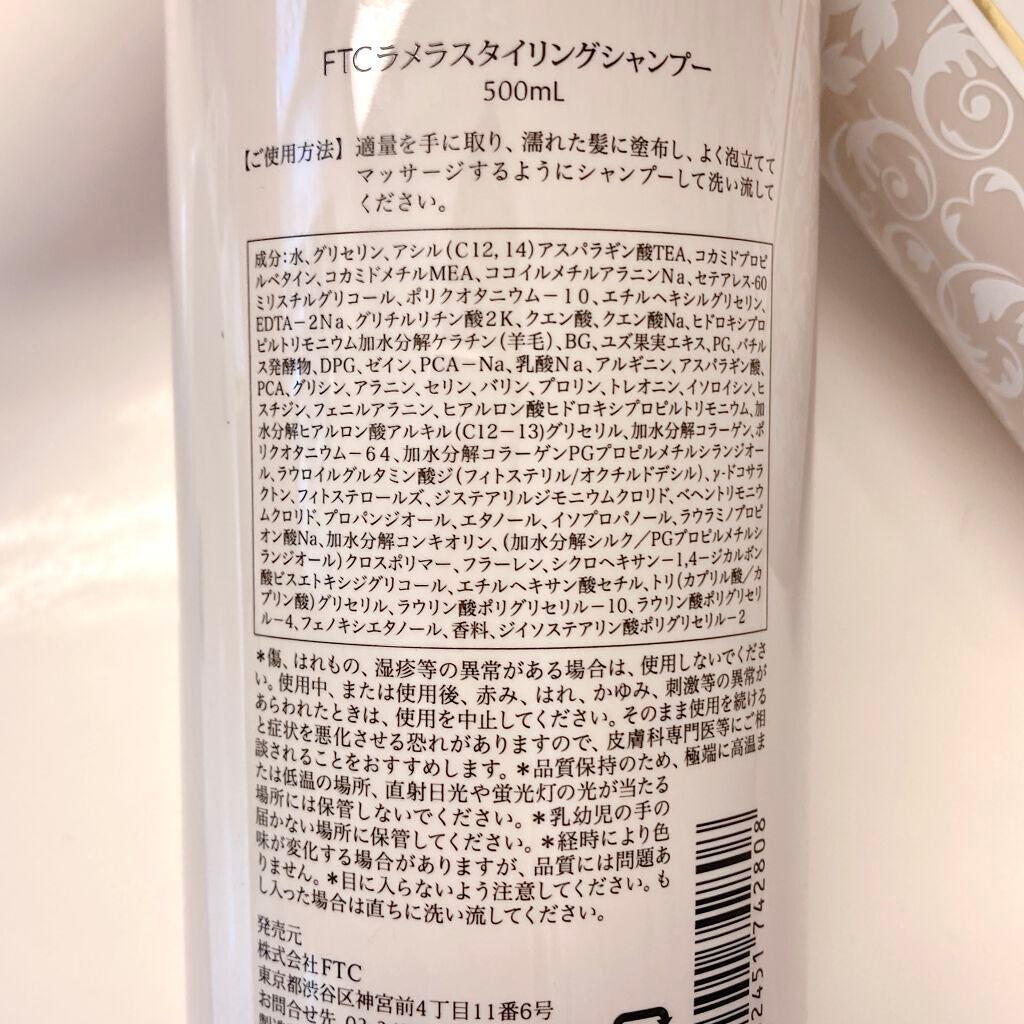 FTCラメラスタイリングシャンプー
500mL
【ご使用方法】適量を手に取り、濡れた髪に塗布し、よく泡立てて
マッサージするようにシャンプーして洗い流して
ください。
成分:水、グリセリン、アシル(C12,14)アスパラギン酸TEA、コカミドプロピ
ルベタイン、コカミドメチルMEA、ココイルメチルアラニンNa、セテアレス-60
ミリスチルグリコール、ポリクオタニウム-10、エチルヘキシルグリセリン、
EDTA-2Na、グリチルリチン酸2K、クエン酸、クエン酸Na、ヒドロキシプロ
ピルトリモニウム加水分解ケラチン(羊毛)、BG、ユズ果実エキス、PG、バチル
ス発酵物、DPG、ゼイン、PCA-Na、乳酸Na、アルギニン、アスパラギン酸、
PCA、グリシン、アラニン、セリン、バリン、プロリン、トレオニン、イソロイシン、ヒ
スチジン、フェニルアラニン、ヒアルロン酸ヒドロキシプロピルトリモニウム、加
水分解ヒアルロン酸アルキル(C12-13)グリセリル、加水分解コラーゲン、ポ
リクオタニウム-64、加水分解コラーゲンPGプロピルメチルシランジオー
ル、ラウロイルグルタミン酸ジ(フィトステリル/オクチルドデシル)、γ-ドコサラ
クトン、フィトステロールズ、ジステアリルジモニウムクロリド、ベヘントリモニウ
ムクロリド、プロパンジオール、エタノール、イソプロパノール、ラウラミノプロピ
オン酸Na、加水分解コンキオリン、(加水分解シルク/PGプロピルメチルシ
ランジオール)クロスポリマー、フラーレン、シクロヘキサン-1,4-ジカルボン
酸ビスエトキシジグリコール、エチルヘキサン酸セチル、トリ(カプリル酸/カ
プリン酸)グリセリル、ラウリン酸ポリグリセリル-10、ラウリン酸ポリグリセリ
ル-4、フェノキシエタノール、香料、ジイソステアリン酸ポリグリセリル-2
*傷、はれもの、湿疹等の異常がある場合は、使用しないでくださ
い。使用中、または使用後、赤み、はれ、かゆみ、刺激等の異常が
あらわれたときは、使用を中止してください。そのまま使用を続ける
と症状を悪化させる恐れがありますので、皮膚科専門医等にご相
談されることをおすすめします。*品質保持のため、極端に高温ま
たは低温の場所、直射日光や蛍光灯の光が当たる
場所には保管しないでください。*乳幼児の手の
届かない場所に保管してください。*経時により色
味が変化する場合がありますが、品質には問題あ
りません。*目に入らないよう注意してください。も
し入った場合は直ちに洗い流してください。
発売元
株式会社FTC
東京都渋谷区神宮前4丁目11番6号
お問合せ先
2451742808